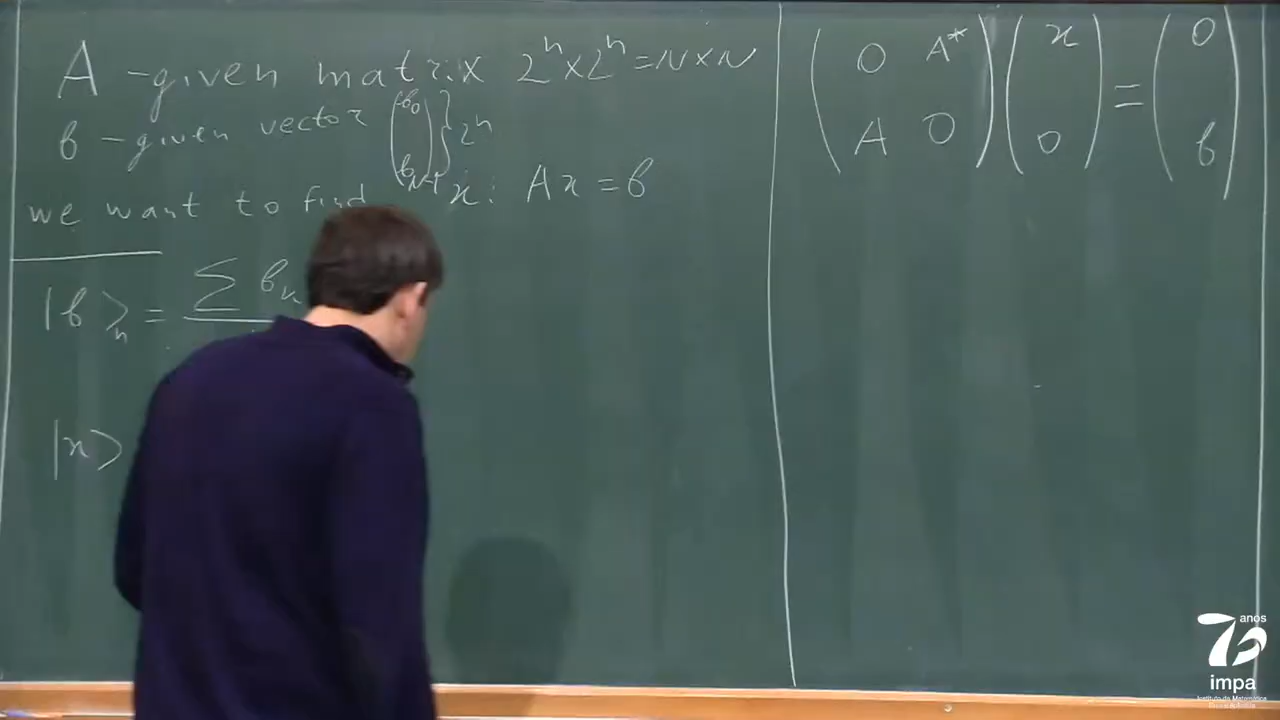 A - given matrix 2^n × 2^n = N × N
b - given vector (b_0 b_{N-1}) } 2^n
we want to find x: Ax = b
|b⟩_n = ∑ b_k
|x⟩
( 0 A* ) ( x ) = ( 0 )
( A 0 ) ( 0 ) ( b )
70 anos
impa